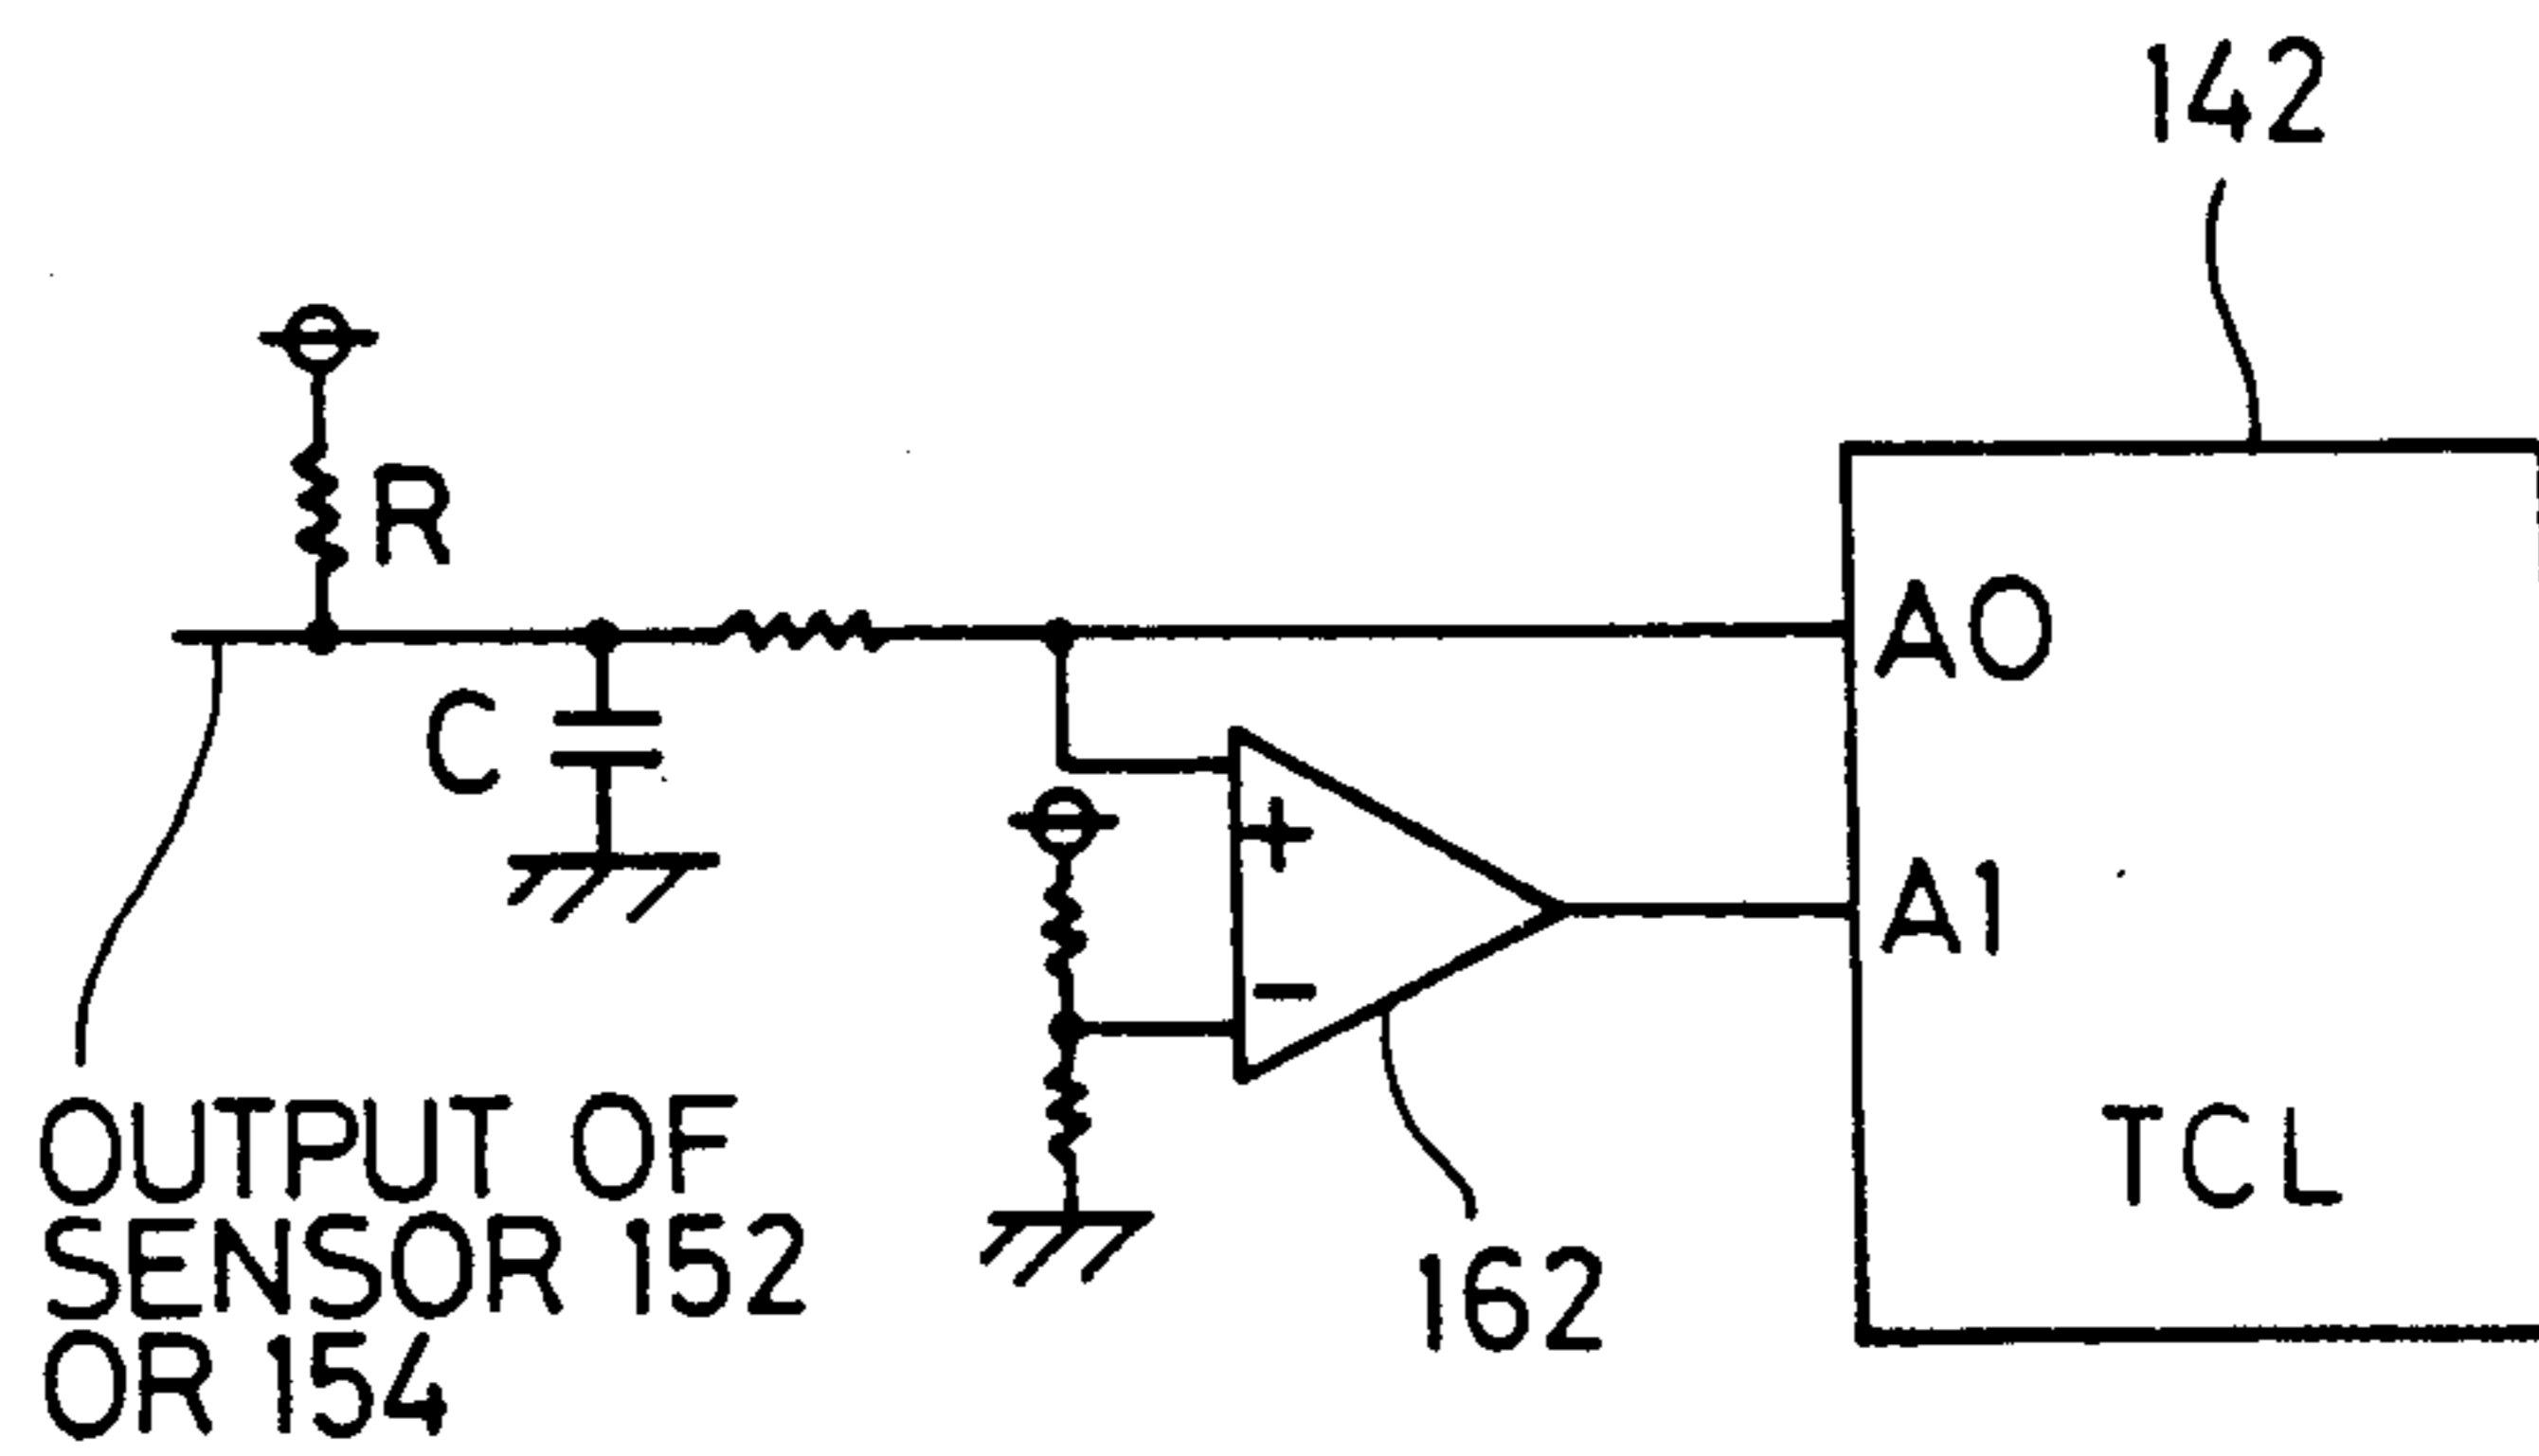 142
R
A0
C
+
A1
−
TCL
OUTPUT OF
SENSOR 152
OR 154
162